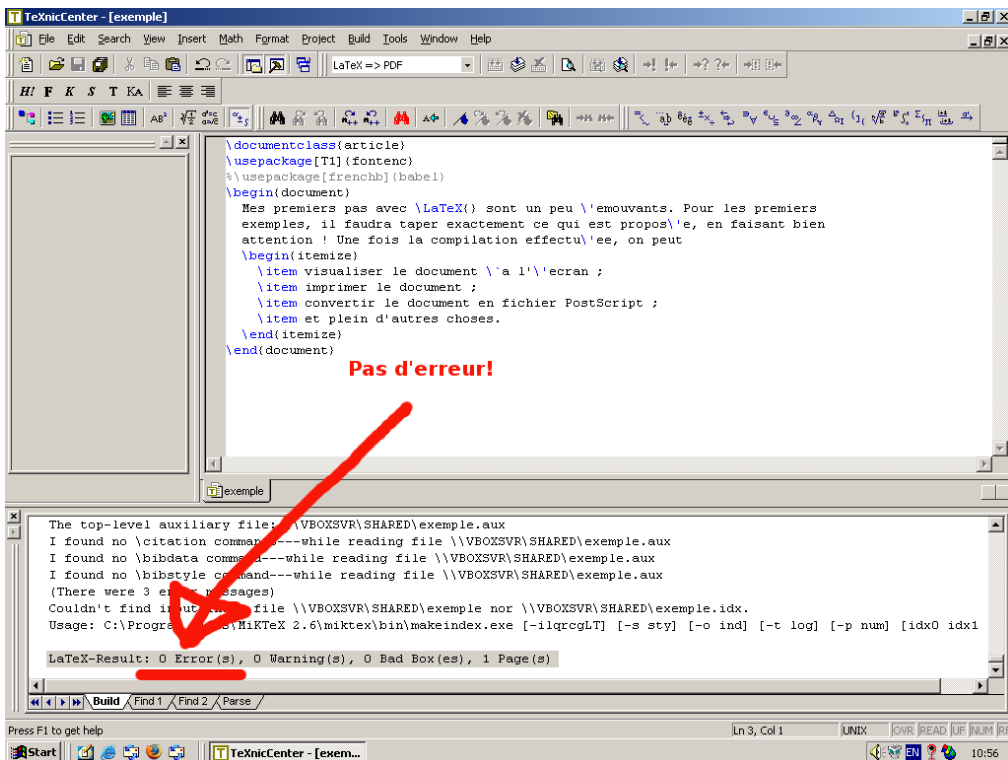 TeXnicCenter - [exemple]
File Edit Search View Insert Math Format Project Build Tools Window Help
LaTeX => PDF
H! F K S T KA
\documentclass{article}
\usepackage[T1]{fontenc}
%\usepackage[frenchb]{babel}
\begin{document}
Mes premiers pas avec \LaTeX{} sont un peu \'emouvants. Pour les premiers
exemples, il faudra taper exactement ce qui est propos\'e, en faisant bien
attention ! Une fois la compilation effectu\'ee, on peut
\begin{itemize}
\item visualiser le document \`a l'\'ecran ;
\item imprimer le document ;
\item convertir le document en fichier PostScript ;
\item et plein d'autres choses.
\end{itemize}
\end{document}
Pas d'erreur!
exemple
The top-level auxiliary file: \\VBOXSVR\SHARED\exemple.aux
I found no \citation commands---while reading file \\VBOXSVR\SHARED\exemple.aux
I found no \bibdata command---while reading file \\VBOXSVR\SHARED\exemple.aux
I found no \bibstyle command---while reading file \\VBOXSVR\SHARED\exemple.aux
(There were 3 error messages)
Couldn't find input index file \\VBOXSVR\SHARED\exemple nor \\VBOXSVR\SHARED\exemple.idx.
Usage: \MiKTeX 2.6\miktex\bin\makeindex.exe [-ilqrcgLT] [-s sty] [-o ind] [-t log] [-p num] [idx0 idx1
LaTeX-Result: 0 Error(s), 0 Warning(s), 0 Bad Box(es), 1 Page(s)
Build Find 1 Find 2 Parse
Press F1 to get help Ln 3, Col 1 UNIX OVR READ UF NUM
Start TeXnicCenter - [exem... EN 10:56